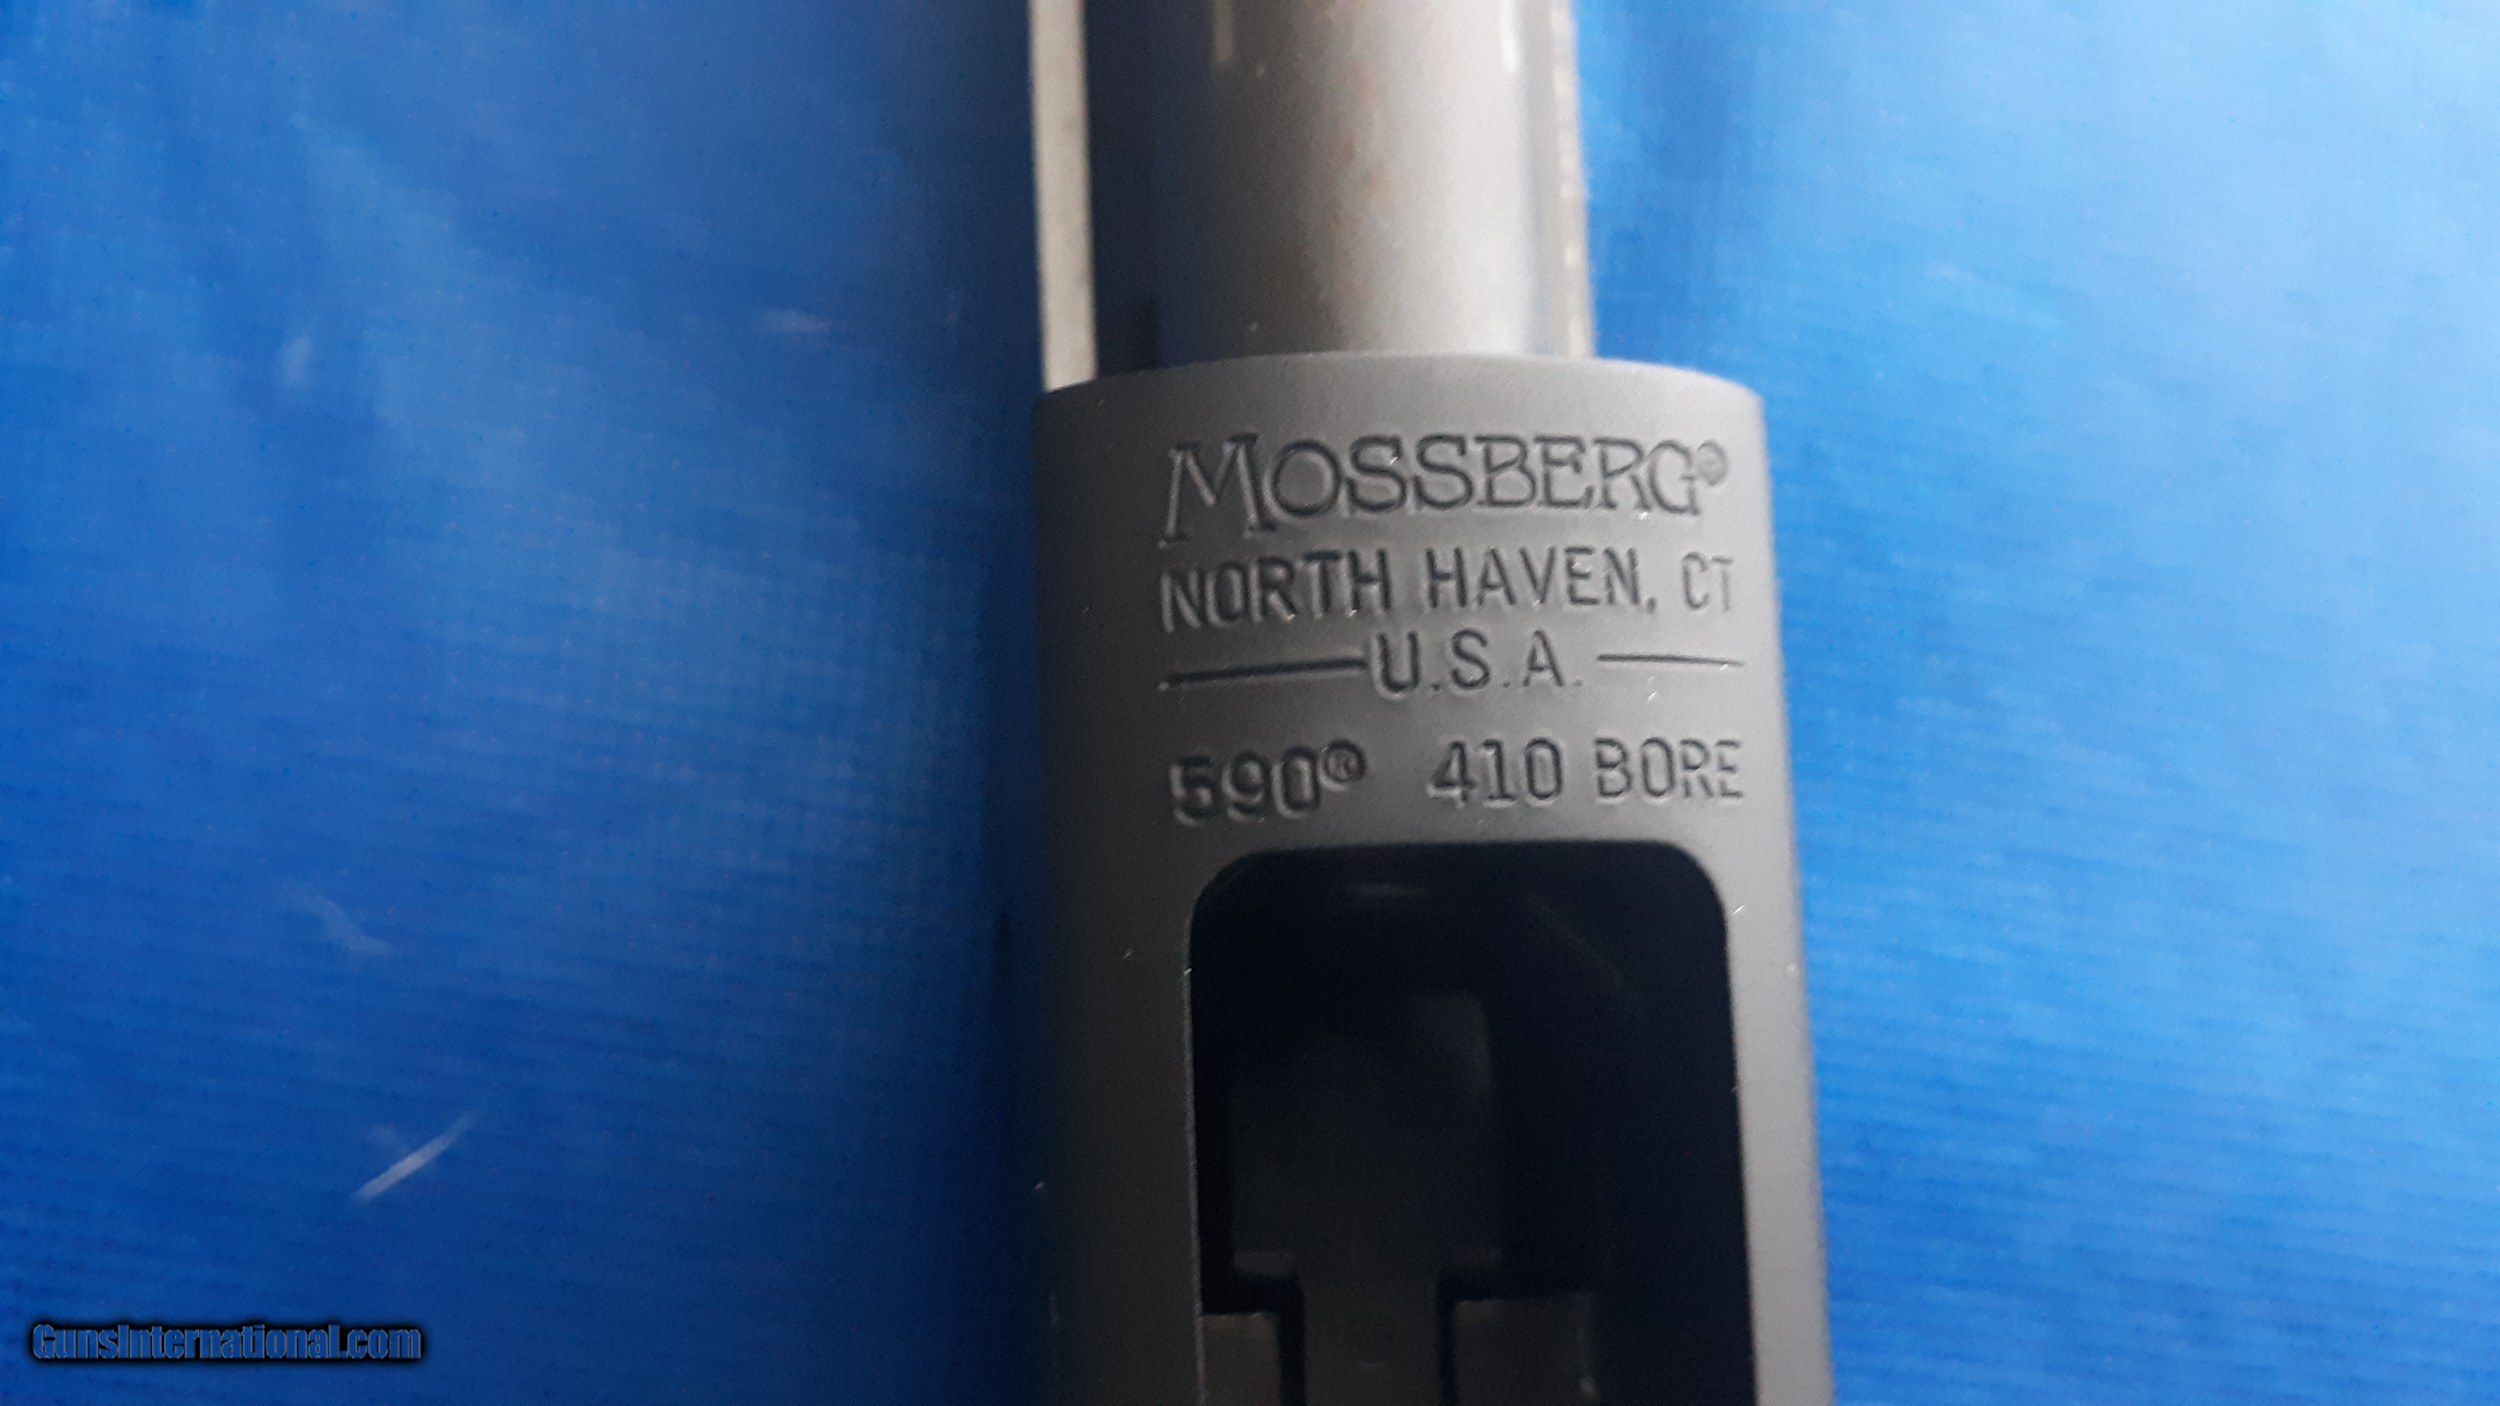 MOSSBERG®
NORTH HAVEN, CT
U.S.A.
590® 410 BORE
GunsInternational.com